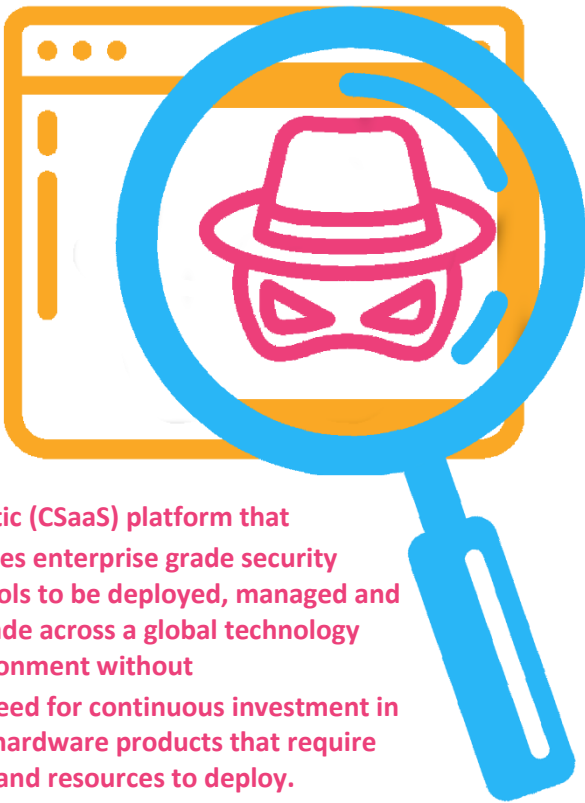 tic (CSaaS) platform that
es enterprise grade security
ols to be deployed, managed and
ade across a global technology
onment without
eed for continuous investment in
hardware products that require
and resources to deploy.